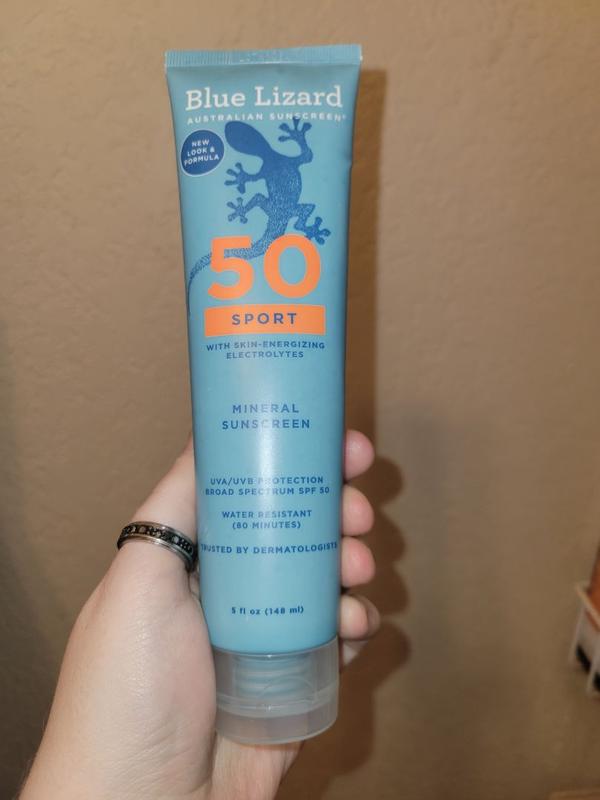 Blue Lizard
AUSTRALIAN SUNSCREEN®
NEW
LOOK &
FORMULA
50
SPORT
WITH SKIN-ENERGIZING
ELECTROLYTES
MINERAL
SUNSCREEN
UVA/UVB PROTECTION
BROAD SPECTRUM SPF 50
WATER RESISTANT
(80 MINUTES)
TRUSTED BY DERMATOLOGISTS
5 fl oz (148 ml)